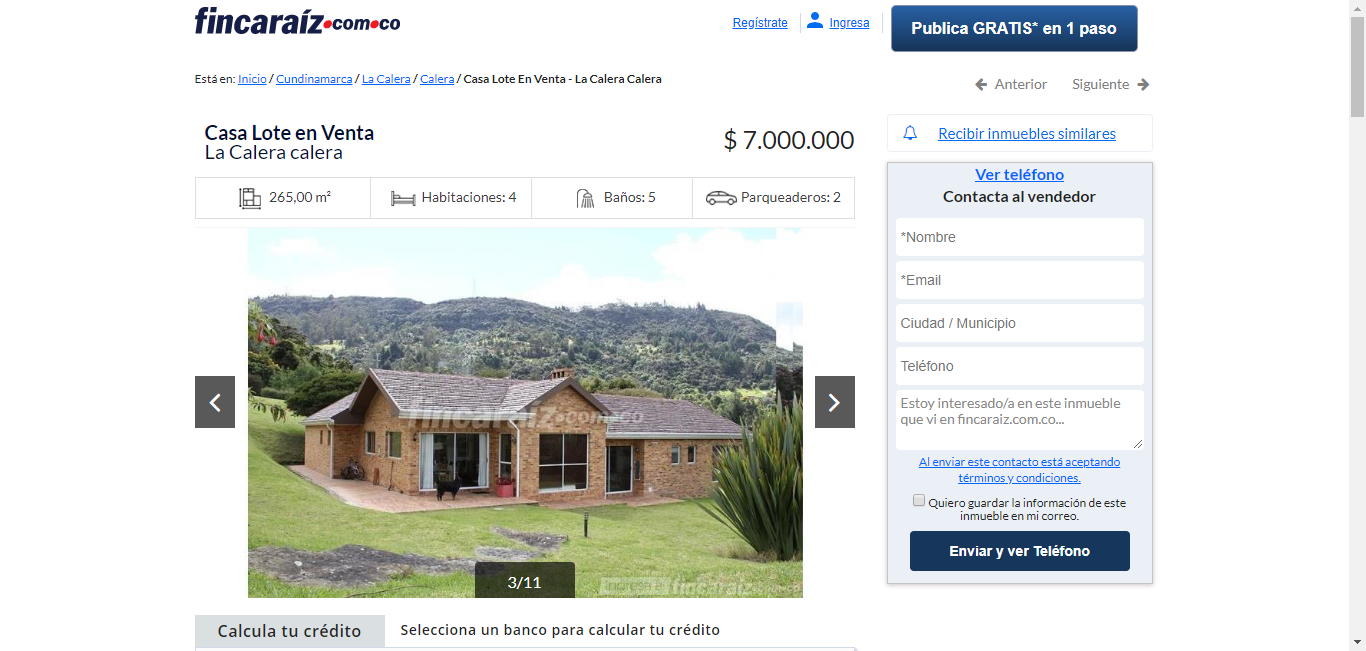 fincaraíz.com.co
Regístrate
Ingresa
Publica GRATIS* en 1 paso
Está en: Inicio / Cundinamarca / La Calera / Calera / Casa Lote En Venta - La Calera Calera
Anterior
Siguiente
Casa Lote en Venta
La Calera calera
$ 7.000.000
Recibir inmuebles similares
265,00 m²
Habitaciones: 4
Baños: 5
Parqueaderos: 2
fincaraíz.com.co
Ingresa a fincaraíz.com.co
3/11
Ver teléfono
Contacta al vendedor
*Nombre
*Email
Ciudad / Municipio
Teléfono
Estoy interesado/a en este inmueble
que vi en fincaraiz.com.co...
Al enviar este contacto está aceptando
términos y condiciones.
Quiero guardar la información de este
inmueble en mi correo.
Enviar y ver Teléfono
Calcula tu crédito
Selecciona un banco para calcular tu crédito